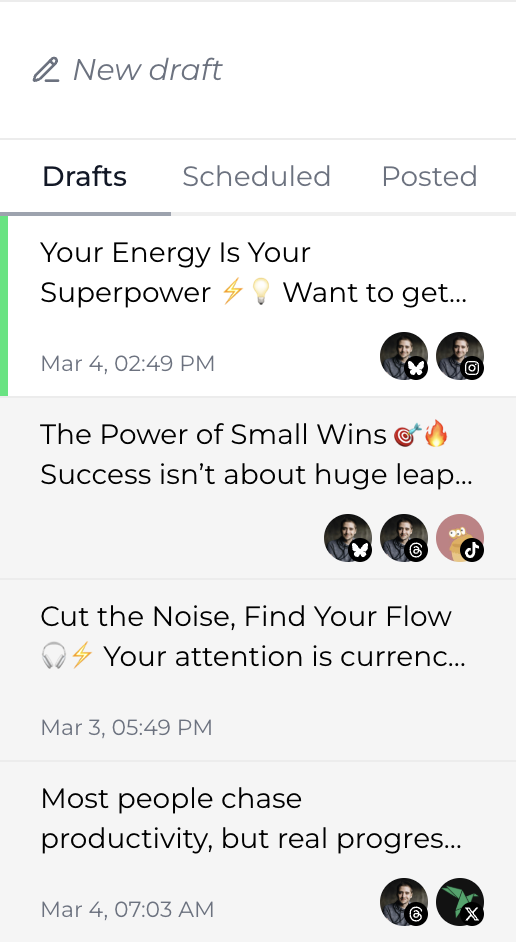 New draft
Drafts Scheduled Posted
Your Energy Is Your
Superpower ⚡💡 Want to get...
Mar 4, 02:49 PM
The Power of Small Wins 🎯🔥
Success isn’t about huge leap...
Cut the Noise, Find Your Flow
🎧⚡ Your attention is currenc...
Mar 3, 05:49 PM
Most people chase
productivity, but real progres...
Mar 4, 07:03 AM